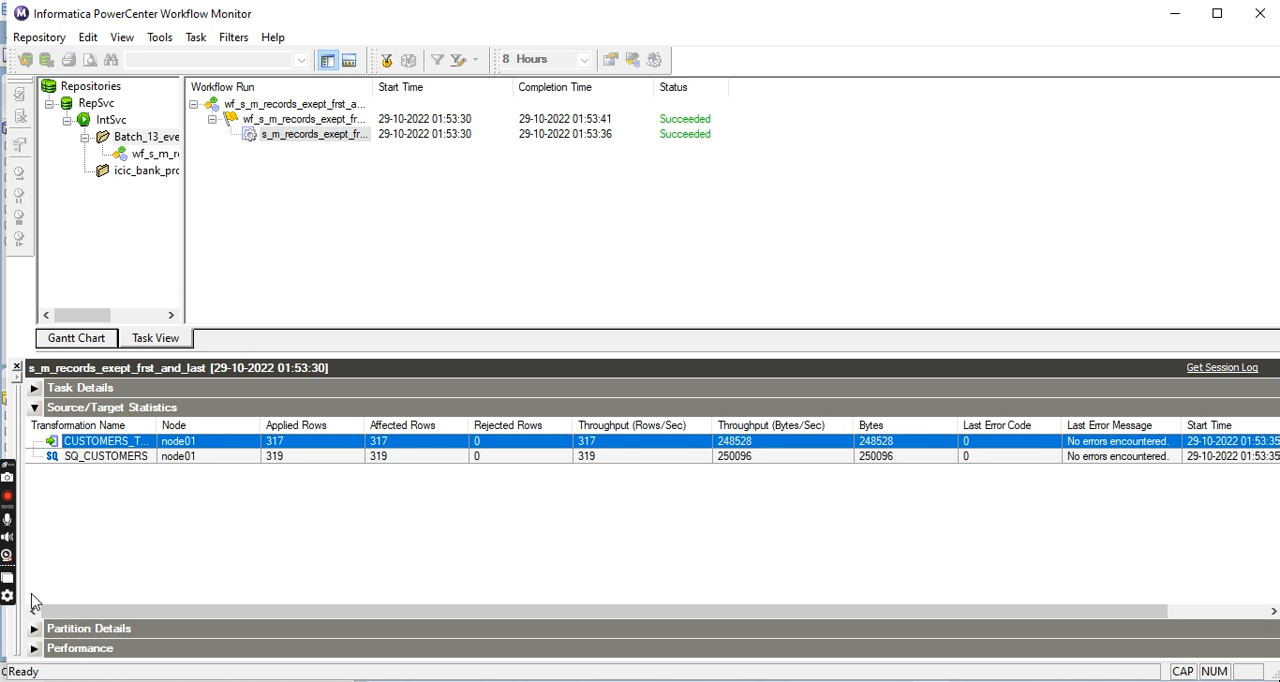 Informatica PowerCenter Workflow Monitor
Repository Edit View Tools Task Filters Help
8 Hours
Repositories
RepSvc
IntSvc
Batch_13_eve
wf_s_m_r
icic_bank_pro
Workflow Run Start Time Completion Time Status
wf_s_m_records_exept_frst_a...
wf_s_m_records_exept_fr... 29-10-2022 01:53:30 29-10-2022 01:53:41 Succeeded
s_m_records_exept_fr... 29-10-2022 01:53:30 29-10-2022 01:53:36 Succeeded
Gantt Chart Task View
s_m_records_exept_frst_and_last [29-10-2022 01:53:30] Get Session Log
Task Details
Source/Target Statistics
Transformation Name Node Applied Rows Affected Rows Rejected Rows Throughput (Rows/Sec) Throughput (Bytes/Sec) Bytes Last Error Code Last Error Message Start Time
CUSTOMERS_T... node01 317 317 0 317 248528 248528 0 No errors encountered. 29-10-2022 01:53:35
SQ_CUSTOMERS node01 319 319 0 319 250096 250096 0 No errors encountered. 29-10-2022 01:53:35
Partition Details
Performance
Ready CAP NUM